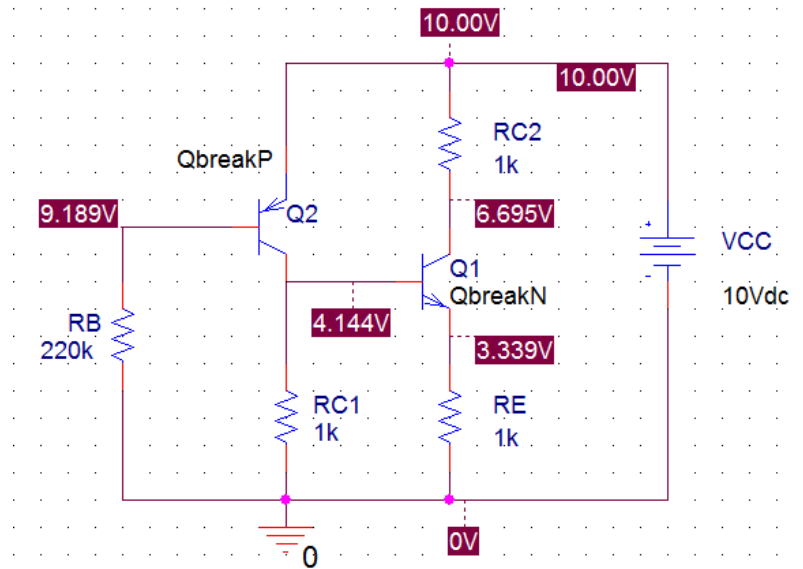 10.00V
10.00V
RC2
1k
QbreakP
9.189V
Q2
6.695V
VCC
10Vdc
Q1
QbreakN
4.144V
3.339V
RB
220k
RC1
1k
RE
1k
0V
0
+
-